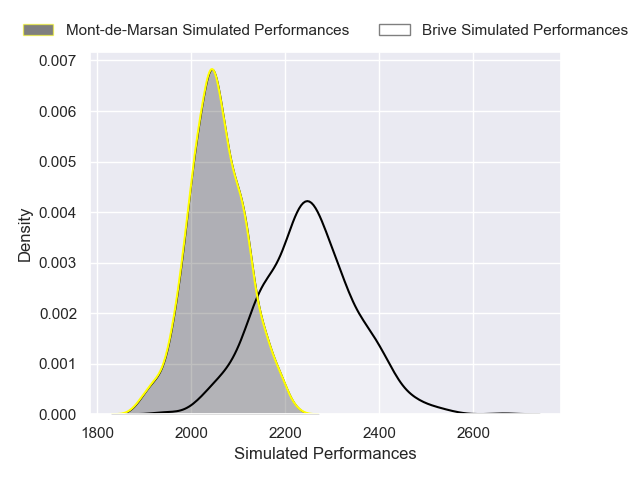 Mont-de-Marsan Simulated Performances Brive Simulated Performances
0.007
0.006
0.005
0.004
0.003
0.002
0.001
0.000
Density
1800 2000 2200 2400 2600
Simulated Performances